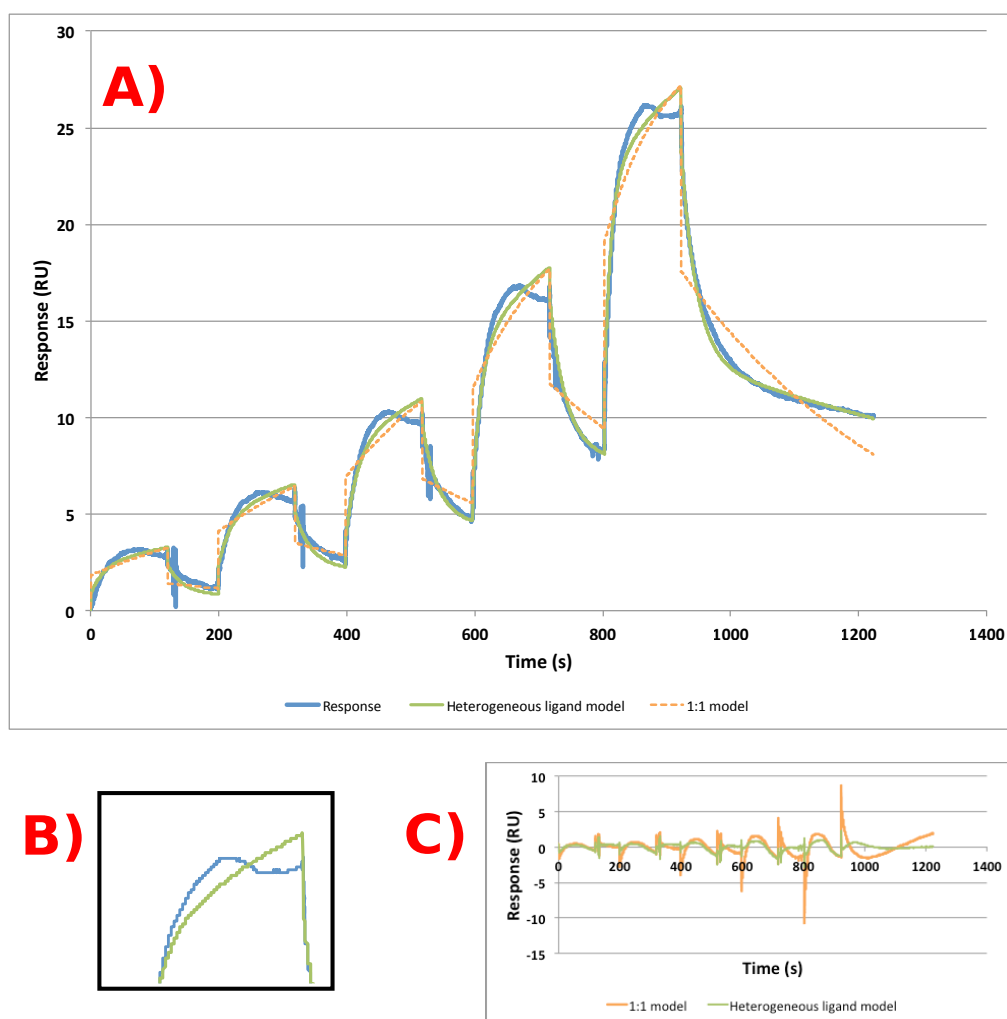 A)
30
25
20
15
10
5
0
Response (RU)
0 200 400 600 800 1000 1200 1400
Time (s)
Response Heterogeneous ligand model 1:1 model
B)
C)
10
5
0
-5
-10
-15
Response (RU)
0 200 400 600 800 1000 1200 1400
Time (s)
1:1 model Heterogeneous ligand model